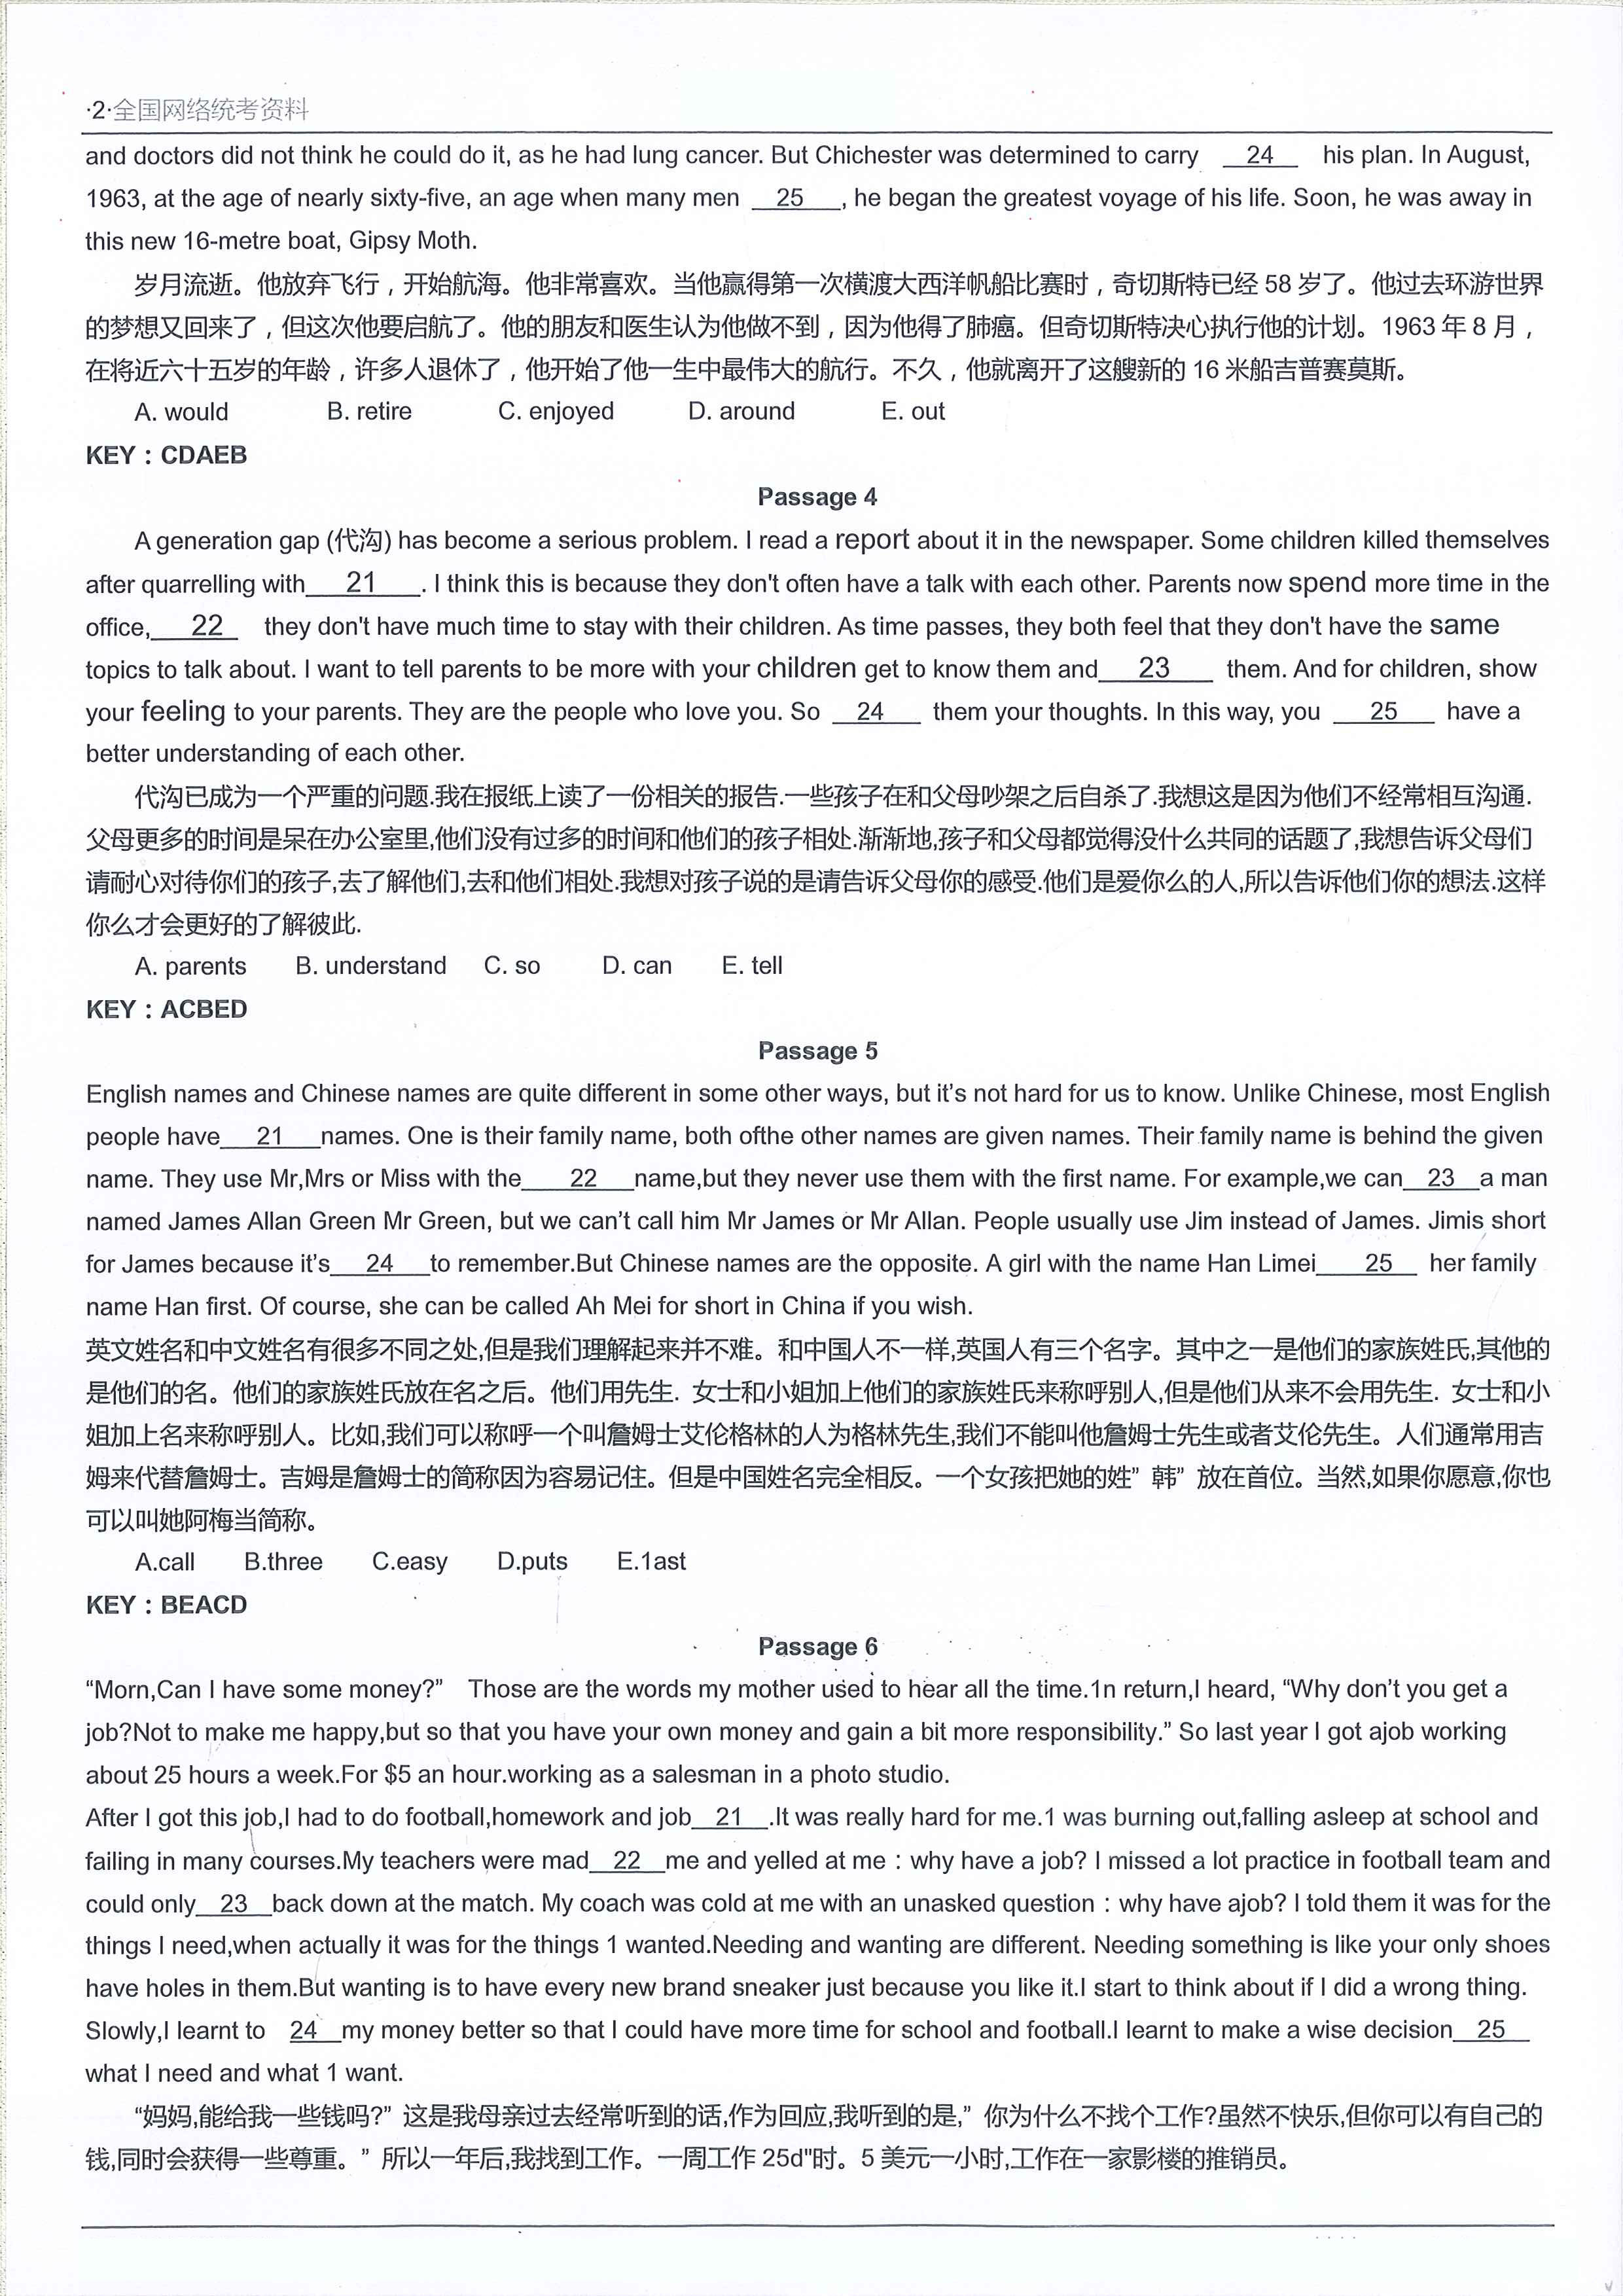 ·2·全国网络统考资料
and doctors did not think he could do it, as he had lung cancer. But Chichester was determined to carry 24 his plan. In August,
1963, at the age of nearly sixty-five, an age when many men 25 , he began the greatest voyage of his life. Soon, he was away in
this new 16-metre boat, Gipsy Moth.
岁月流逝。他放弃飞行，开始航海。他非常喜欢。当他赢得第一次横渡大西洋帆船比赛时，奇切斯特已经 58 岁了。他过去环游世界
的梦想又回来了，但这次他要启航了。他的朋友和医生认为他做不到，因为他得了肺癌。但奇切斯特决心执行他的计划。1963 年 8 月，
在将近六十五岁的年龄，许多人退休了，他开始了他一生中最伟大的航行。不久，他就离开了这艘新的 16 米船吉普赛莫斯。
A. would B. retire C. enjoyed D. around E. out
KEY：CDAEB
Passage 4
A generation gap (代沟) has become a serious problem. I read a report about it in the newspaper. Some children killed themselves
after quarrelling with 21 . I think this is because they don't often have a talk with each other. Parents now spend more time in the
office, 22 they don't have much time to stay with their children. As time passes, they both feel that they don't have the same
topics to talk about. I want to tell parents to be more with your children get to know them and 23 them. And for children, show
your feeling to your parents. They are the people who love you. So 24 them your thoughts. In this way, you 25 have a
better understanding of each other.
代沟已成为一个严重的问题.我在报纸上读了一份相关的报告.一些孩子在和父母吵架之后自杀了.我想这是因为他们不经常相互沟通.
父母更多的时间是呆在办公室里,他们没有过多的时间和他们的孩子相处.渐渐地,孩子和父母都觉得没什么共同的话题了,我想告诉父母们
请耐心对待你们的孩子,去了解他们,去和他们相处.我想对孩子说的是请告诉父母你的感受.他们是爱你么的人,所以告诉他们你的想法.这样
你么才会更好的了解彼此.
A. parents B. understand C. so D. can E. tell
KEY：ACBED
Passage 5
English names and Chinese names are quite different in some other ways, but it's not hard for us to know. Unlike Chinese, most English
people have 21 names. One is their family name, both ofthe other names are given names. Their family name is behind the given
name. They use Mr,Mrs or Miss with the 22 name,but they never use them with the first name. For example,we can 23 a man
named James Allan Green Mr Green, but we can't call him Mr James or Mr Allan. People usually use Jim instead of James. Jimis short
for James because it's 24 to remember.But Chinese names are the opposite. A girl with the name Han Limei 25 her family
name Han first. Of course, she can be called Ah Mei for short in China if you wish.
英文姓名和中文姓名有很多不同之处,但是我们理解起来并不难。和中国人不一样,英国人有三个名字。其中之一是他们的家族姓氏,其他的
是他们的名。他们的家族姓氏放在名之后。他们用先生. 女士和小姐加上他们的家族姓氏来称呼别人,但是他们从来不会用先生. 女士和小
姐加上名来称呼别人。比如,我们可以称呼一个叫詹姆士艾伦格林的人为格林先生,我们不能叫他詹姆士先生或者艾伦先生。人们通常用吉
姆来代替詹姆士。吉姆是詹姆士的简称因为容易记住。但是中国姓名完全相反。一个女孩把她的姓” 韩” 放在首位。当然,如果你愿意,你也
可以叫她阿梅当简称。
A.call B.three C.easy D.puts E.1ast
KEY：BEACD
Passage 6
“Morn,Can I have some money?” Those are the words my mother used to hear all the time.1n return,I heard, “Why don't you get a
job?Not to make me happy,but so that you have your own money and gain a bit more responsibility.” So last year I got ajob working
about 25 hours a week.For $5 an hour.working as a salesman in a photo studio.
After I got this job,I had to do football,homework and job 21 .It was really hard for me.1 was burning out,falling asleep at school and
failing in many courses.My teachers were mad 22 me and yelled at me：why have a job? I missed a lot practice in football team and
could only 23 back down at the match. My coach was cold at me with an unasked question：why have ajob? I told them it was for the
things I need,when actually it was for the things 1 wanted.Needing and wanting are different. Needing something is like your only shoes
have holes in them.But wanting is to have every new brand sneaker just because you like it.I start to think about if I did a wrong thing.
Slowly,I learnt to 24 my money better so that I could have more time for school and football.I learnt to make a wise decision 25
what I need and what 1 want.
“妈妈,能给我一些钱吗?” 这是我母亲过去经常听到的话,作为回应,我听到的是,” 你为什么不找个工作?虽然不快乐,但你可以有自己的
钱,同时会获得一些尊重。” 所以一年后,我找到工作。一周工作 25d"时。5 美元一小时,工作在一家影楼的推销员。